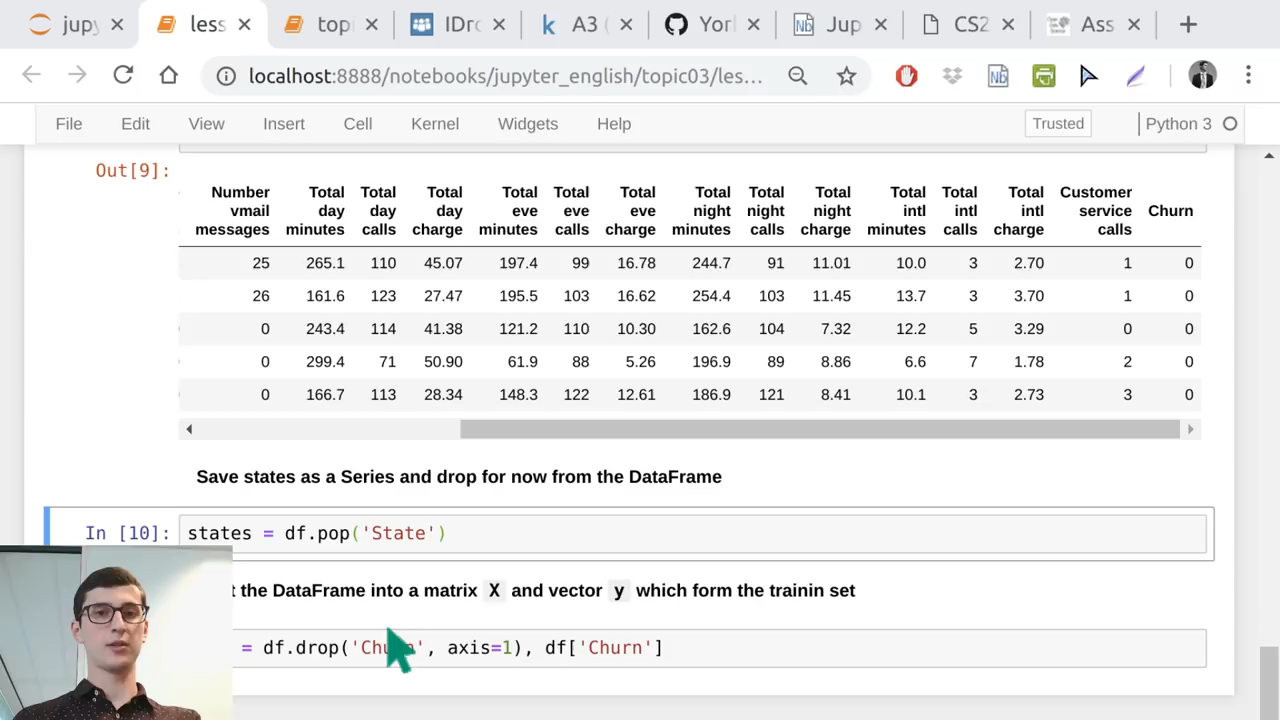 jupy less topi IDro A3 ( Yorl Jup CS2 Ass
localhost:8888/notebooks/jupyter_english/topic03/les...
File Edit View Insert Cell Kernel Widgets Help Trusted Python 3
Out[9]:
Number vmail messages Total day minutes Total day calls Total day charge Total eve minutes Total eve calls Total eve charge Total night minutes Total night calls Total night charge Total intl minutes Total intl calls Total intl charge Customer service calls Churn
25 265.1 110 45.07 197.4 99 16.78 244.7 91 11.01 10.0 3 2.70 1 0
26 161.6 123 27.47 195.5 103 16.62 254.4 103 11.45 13.7 3 3.70 1 0
0 243.4 114 41.38 121.2 110 10.30 162.6 104 7.32 12.2 5 3.29 0 0
0 299.4 71 50.90 61.9 88 5.26 196.9 89 8.86 6.6 7 1.78 2 0
0 166.7 113 28.34 148.3 122 12.61 186.9 121 8.41 10.1 3 2.73 3 0
Save states as a Series and drop for now from the DataFrame
In [10]: states = df.pop('State')
t the DataFrame into a matrix X and vector y which form the trainin set
= df.drop('Churn', axis=1), df['Churn']